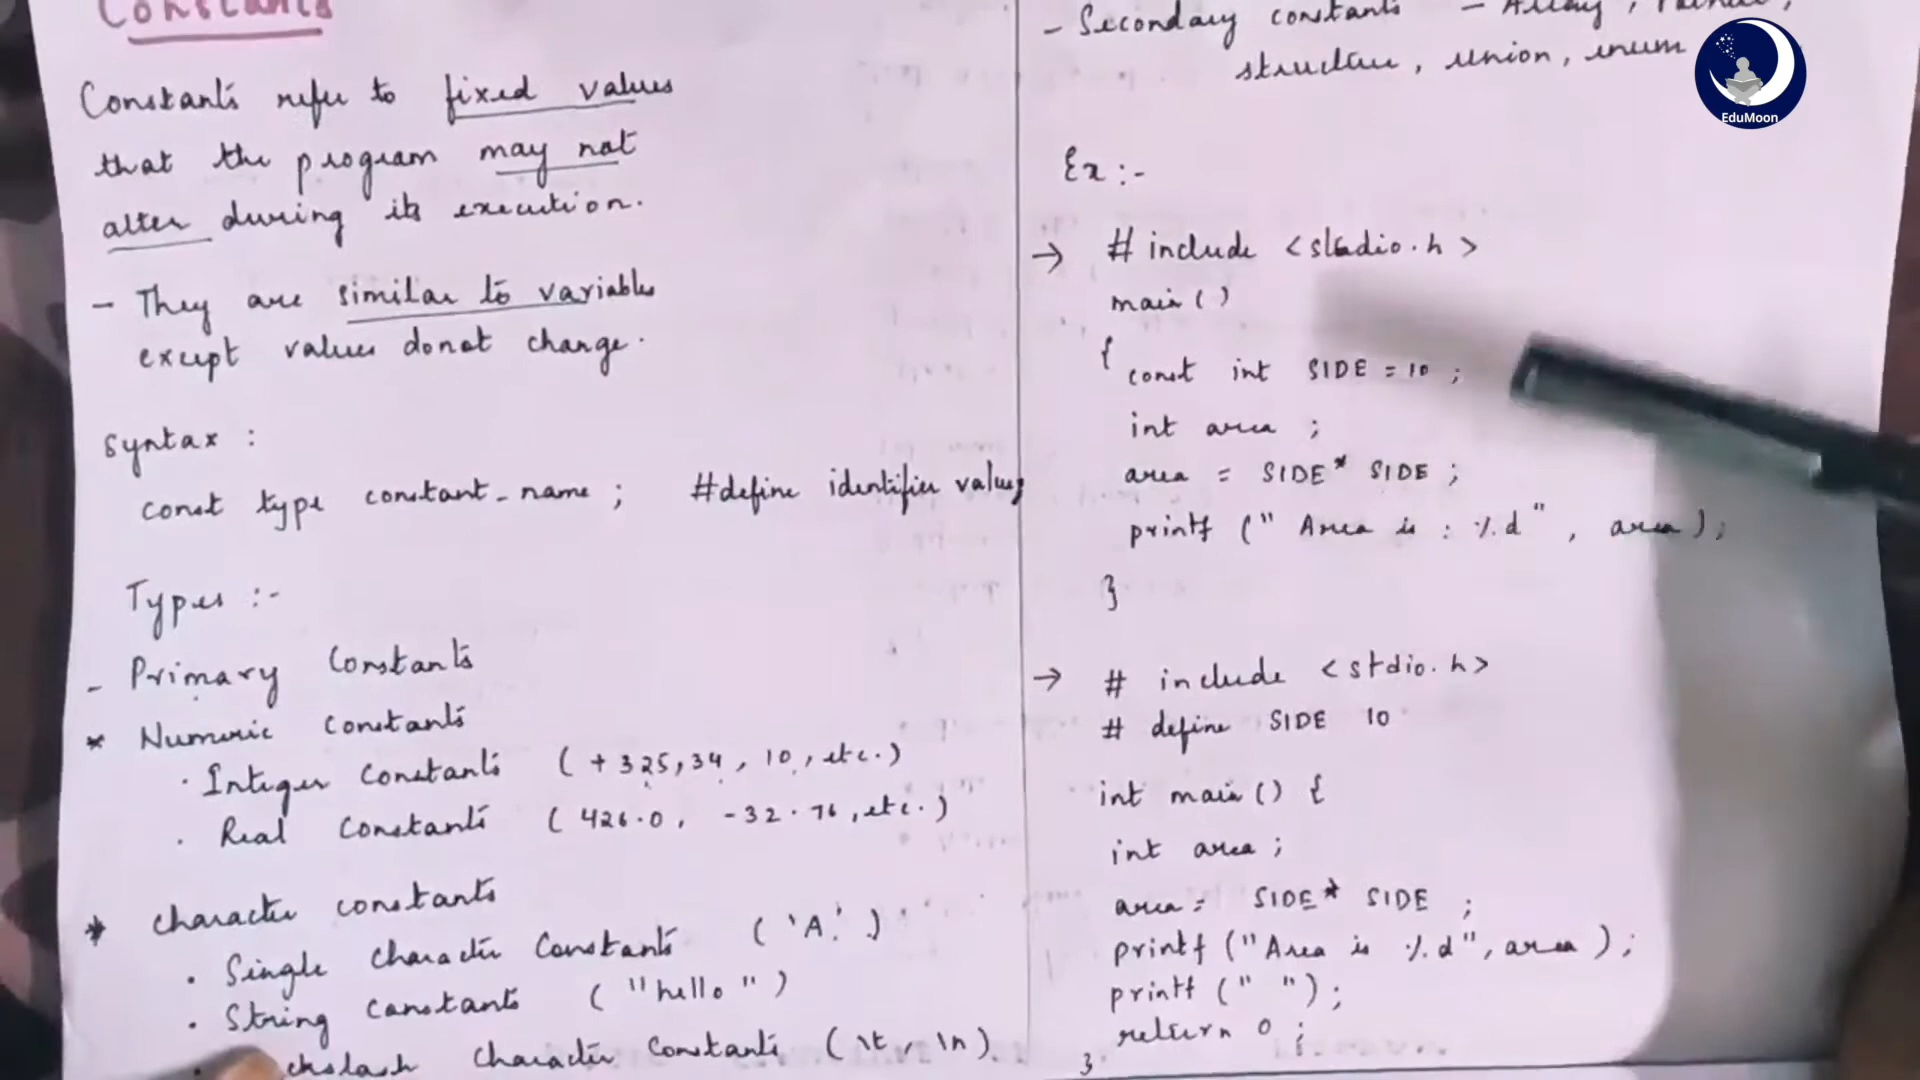 Constants
Constants refer to fixed values
that the program may not
alter during its execution.
- They are similar to variables
except values donot change.
Syntax :
const type constant_name ; #define identifier value;
Types :-
- Primary Constants
* Numeric constants
· Integer Constants ( + 325, 34, 10, etc. )
· Real Constants ( 426.0, -32.76, etc. )
* character constants
· Single character Constants ( 'A' )
· String constants ( "hello" )
character constants ( \t, \n )
- Secondary constants - Array,
structure, union, enum
EduMoon
Ex :-
→ # include <stdio.h>
main ( )
{ const int SIDE = 10 ;
int area ;
area = SIDE * SIDE ;
printf (" Area is : %d" , area ) ;
}
→ # include <stdio.h>
# define SIDE 10
int main () {
int area ;
area = SIDE * SIDE ;
printf ("Area is %d", area ) ;
printf (" ") ;
return 0 ;
}